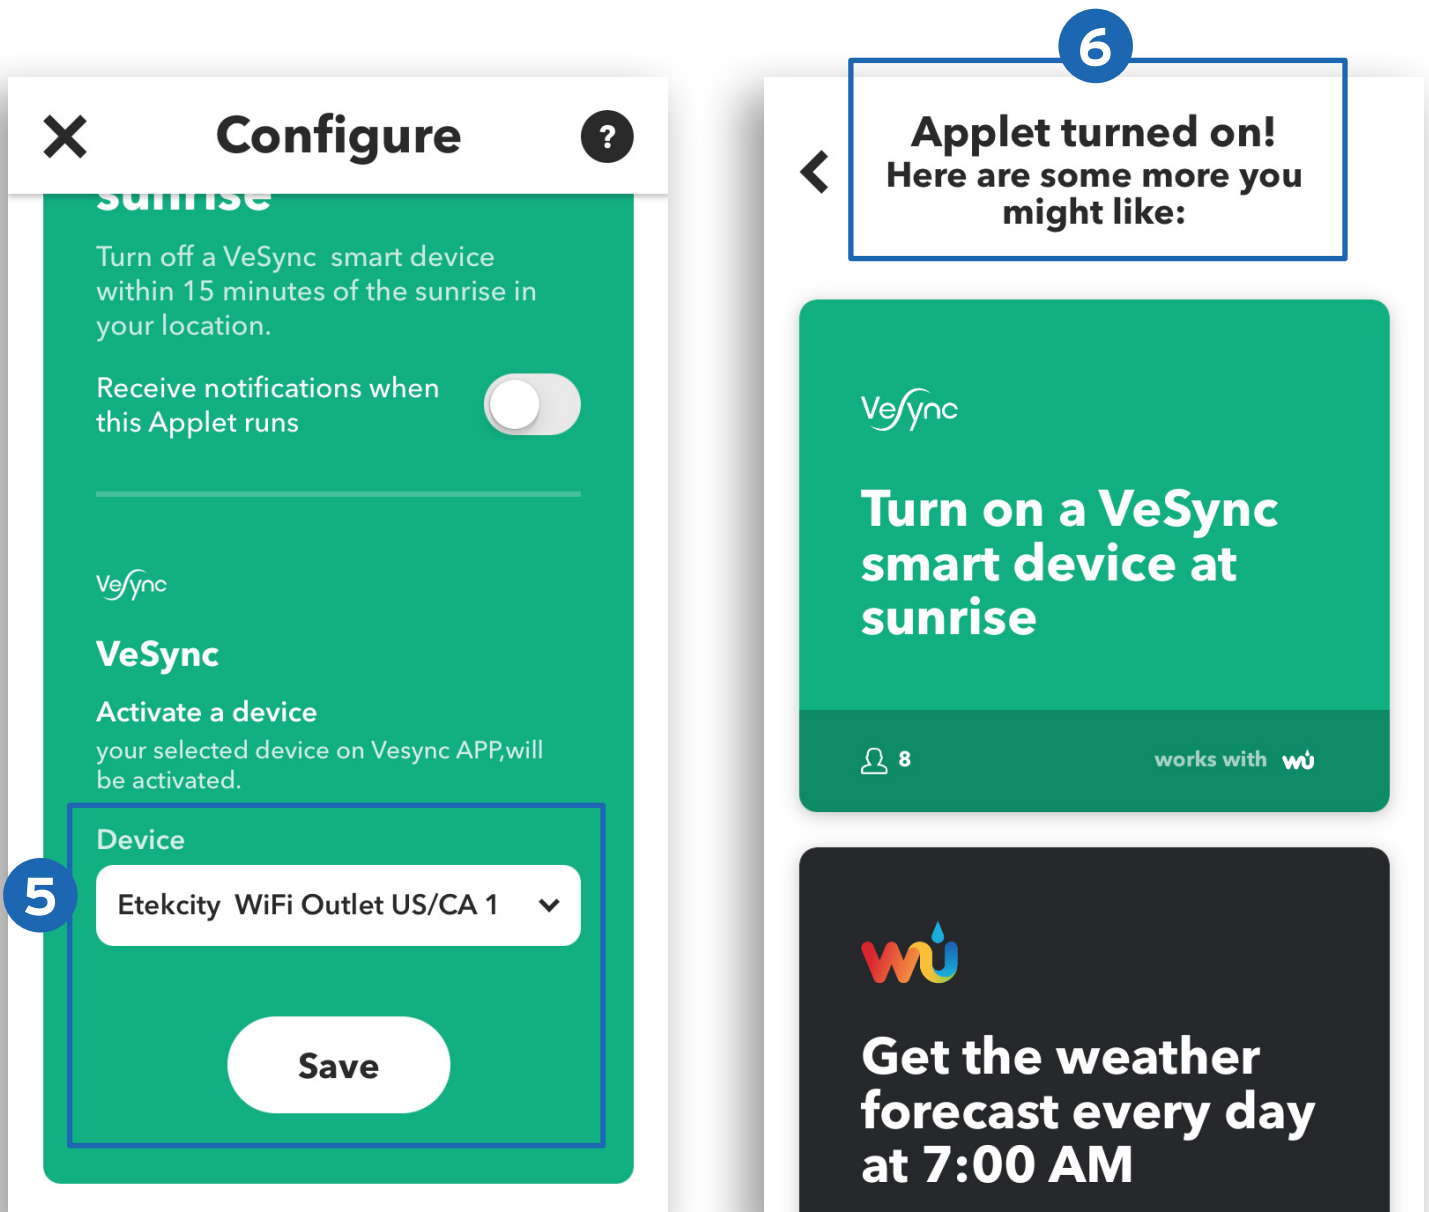 Configure
?
sunrise
Turn off a VeSync smart device
within 15 minutes of the sunrise in
your location.
Receive notifications when
this Applet runs
VeSync
VeSync
Activate a device
your selected device on Vesync APP,will
be activated.
5
Device
Etekcity WiFi Outlet US/CA 1
Save
6
Applet turned on!
Here are some more you
might like:
VeSync
Turn on a VeSync
smart device at
sunrise
8
works with wu
wu
Get the weather
forecast every day
at 7:00 AM